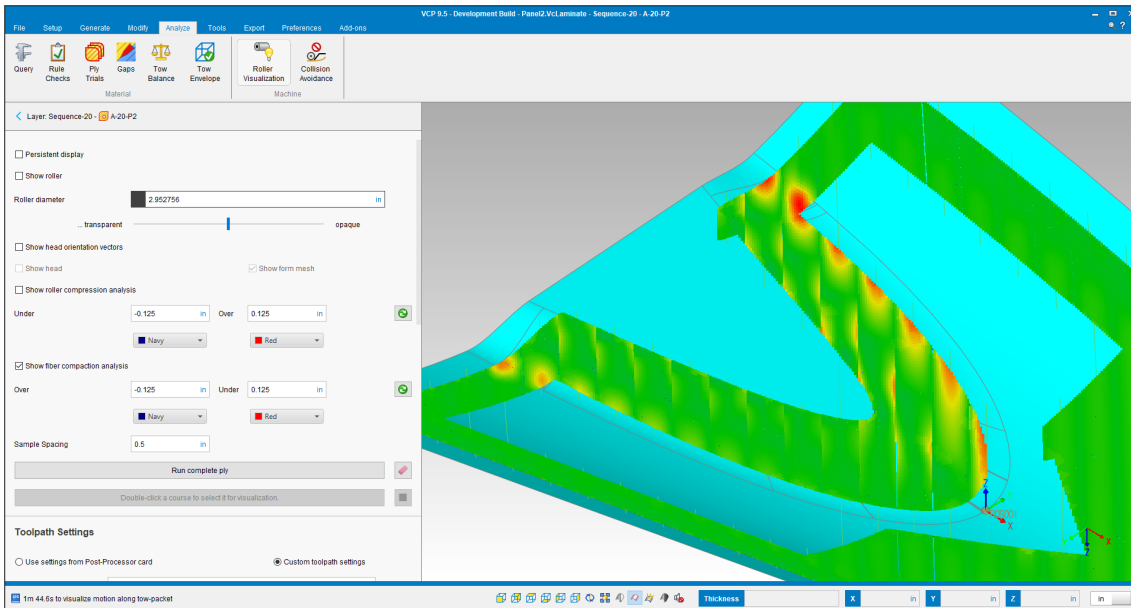 VCP 9.5 - Development Build - Panel2.VcLaminate - Sequence-20 - A-20-P2
File Setup Generate Modify Analyze Tools Export Preferences Add-ons
?
Query Rule Checks Ply Trials Gaps Tow Balance Tow Envelope Roller Visualization Collision Avoidance
Material Machine
Layer: Sequence-20 - A-20-P2
Persistent display
Show roller
Roller diameter 2.952756 in
... transparent opaque
Show head orientation vectors
Show head Show form mesh
Show roller compression analysis
Under -0.125 in Over 0.125 in
Navy Red
Show fiber compaction analysis
Over -0.125 in Under 0.125 in
Navy Red
Sample Spacing 0.5 in
Run complete ply
Double-click a course to select it for visualization.
Toolpath Settings
Use settings from Post-Processor card Custom toolpath settings
Z
Y
X
Y
X
Z
1m 44.6s to visualize motion along tow-packet Thickness X in Y in Z in in